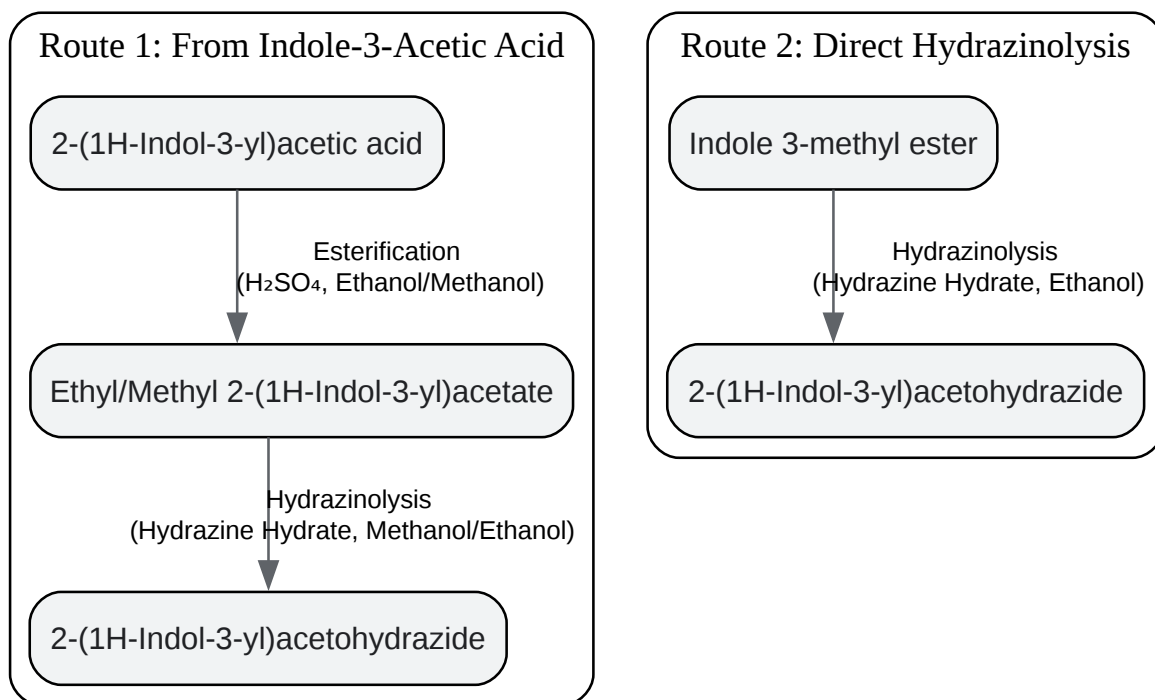 Route 1: From Indole-3-Acetic Acid
2-(1H-Indol-3-yl)acetic acid
Esterification
(H₂SO₄, Ethanol/Methanol)
Ethyl/Methyl 2-(1H-Indol-3-yl)acetate
Hydrazinolysis
(Hydrazine Hydrate, Methanol/Ethanol)
2-(1H-Indol-3-yl)acetohydrazide
Route 2: Direct Hydrazinolysis
Indole 3-methyl ester
Hydrazinolysis
(Hydrazine Hydrate, Ethanol)
2-(1H-Indol-3-yl)acetohydrazide